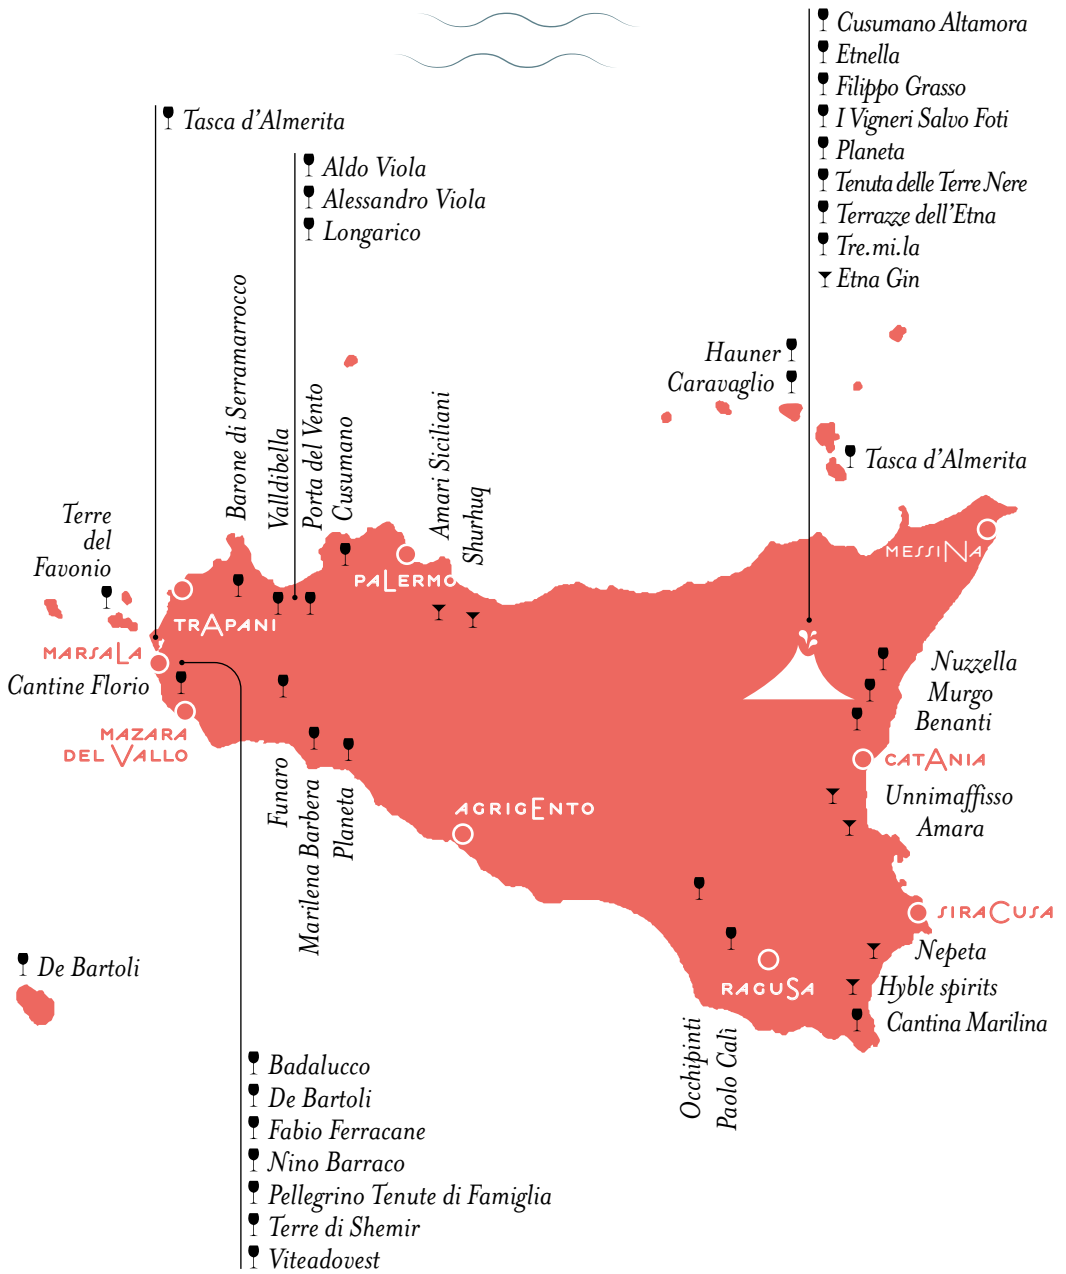 Cusumano Altamora
Etnella
Filippo Grasso
I Vigneri Salvo Foti
Planeta
Tenuta delle Terre Nere
Terrazze dell'Etna
Tre.mi.la
Etna Gin
Tasca d'Almerita
Aldo Viola
Alessandro Viola
Longarico
Hauner
Caravaglio
Tasca d'Almerita
Barone di Serramarrocco
Valldibella
Porta del Vento
Cusumano
Amari Siciliani
Shurhuq
Terre
del
Favonio
MESSINA
PALERMO
TRAPANI
MARSALA
Cantine Florio
MAZARA
DEL VALLO
Nuzzella
Murgo
Benanti
CATANIA
Funaro
Marilena Barbera
Planeta
AGRIGENTO
Unnimaffisso
Amara
SIRACUSA
Nepeta
RAGUSA
Hyble spirits
Cantina Marilina
De Bartoli
Occhipinti
Paolo Calì
Badalucco
De Bartoli
Fabio Ferracane
Nino Barraco
Pellegrino Tenute di Famiglia
Terre di Shemir
Viteadovest